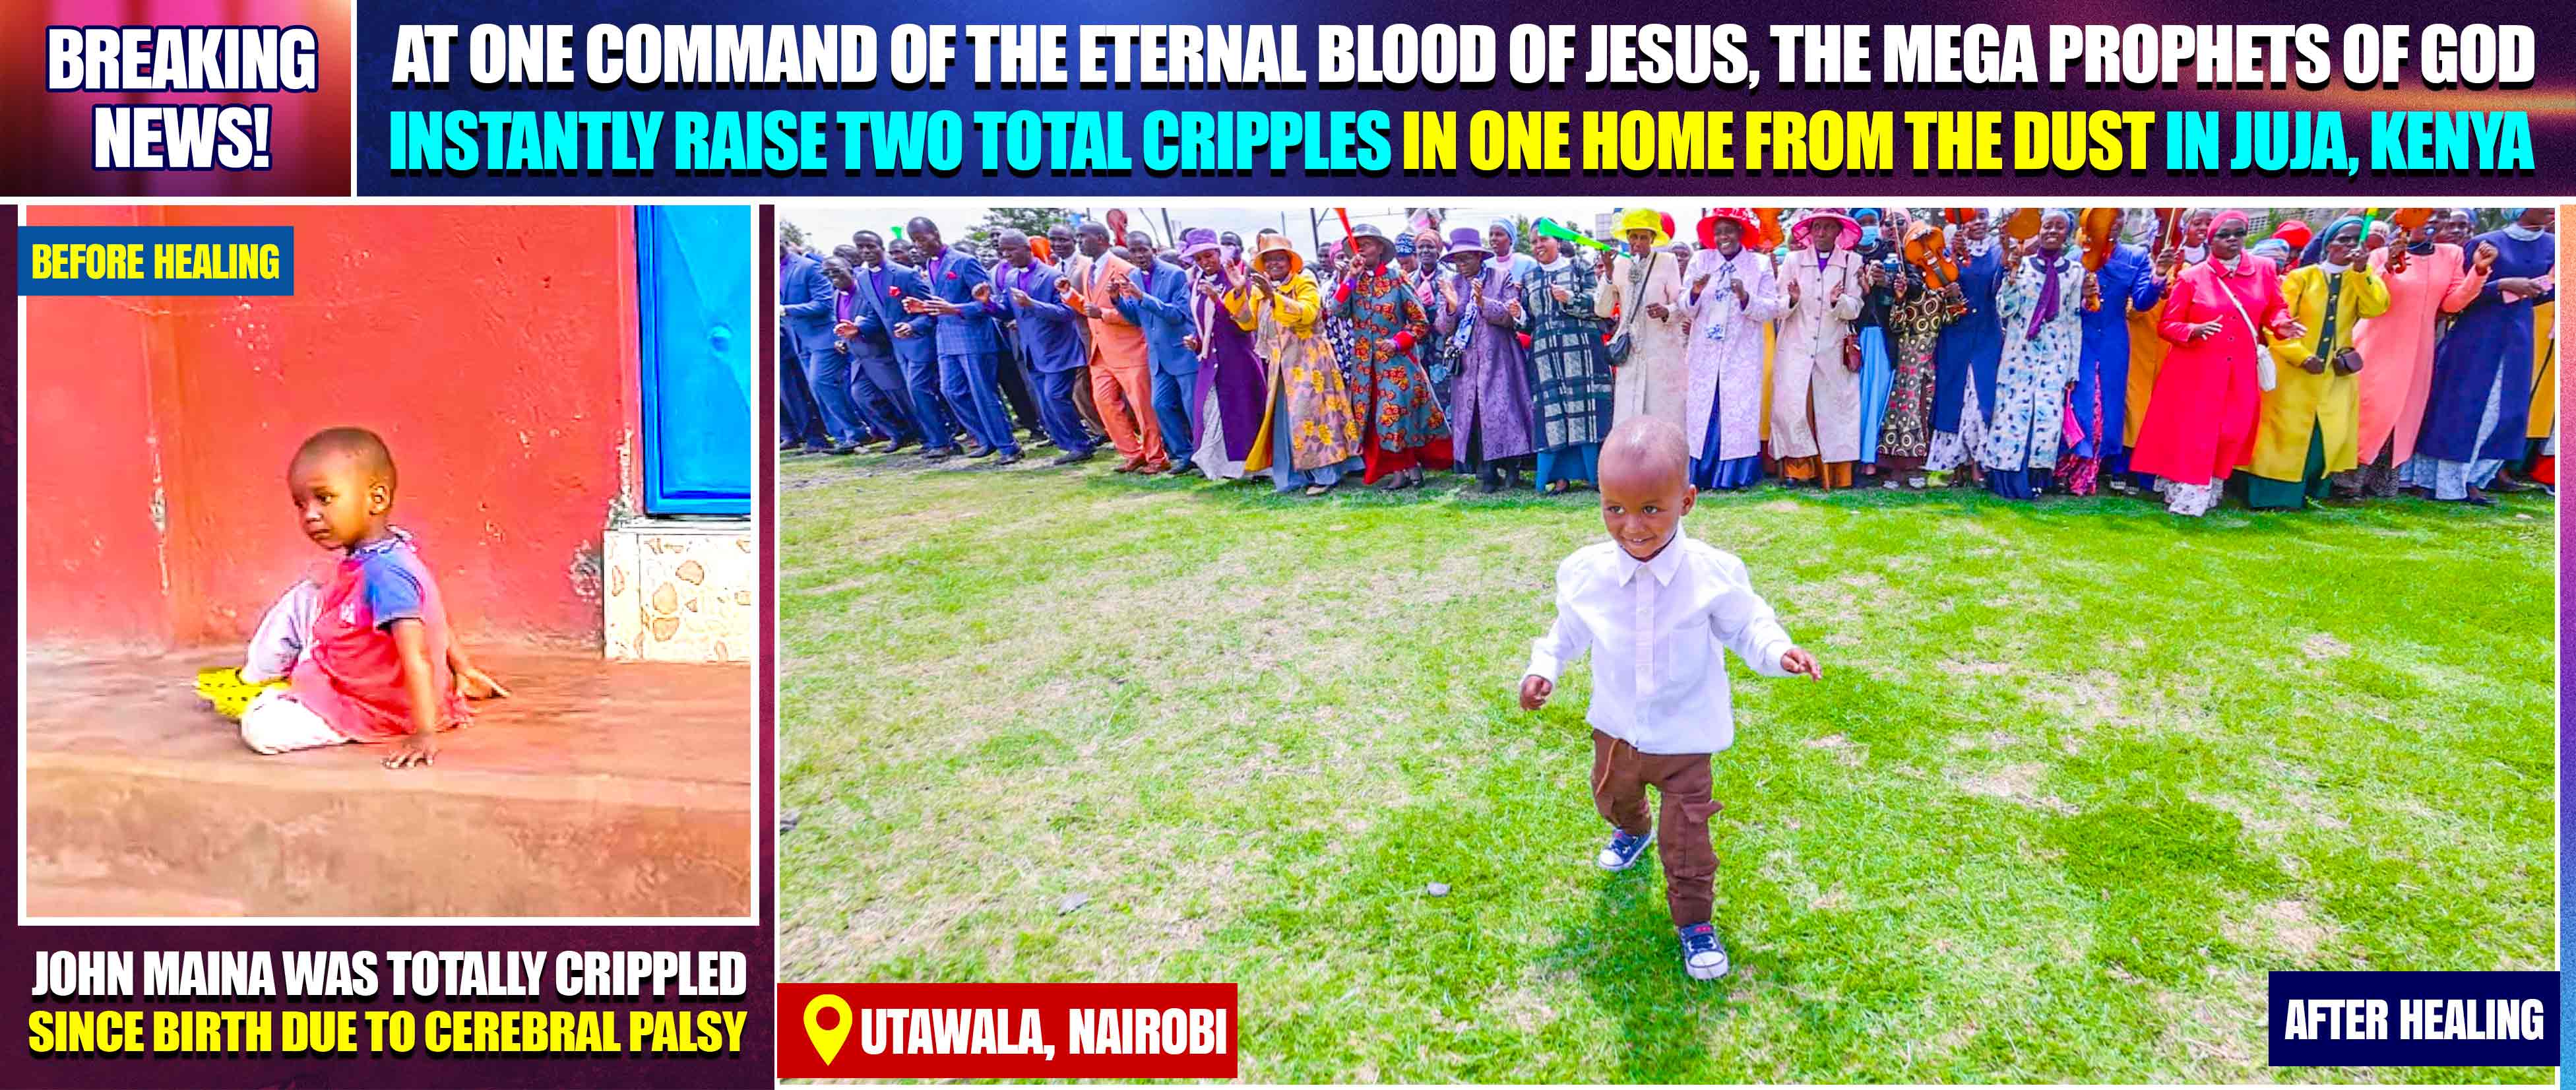 BREAKING
NEWS!
AT ONE COMMAND OF THE ETERNAL BLOOD OF JESUS, THE MEGA PROPHETS OF GOD
INSTANTLY RAISE TWO TOTAL CRIPPLES IN ONE HOME FROM THE DUST IN JUJA, KENYA
BEFORE HEALING
JOHN MAINA WAS TOTALLY CRIPPLED
SINCE BIRTH DUE TO CEREBRAL PALSY
UTAWALA, NAIROBI
AFTER HEALING